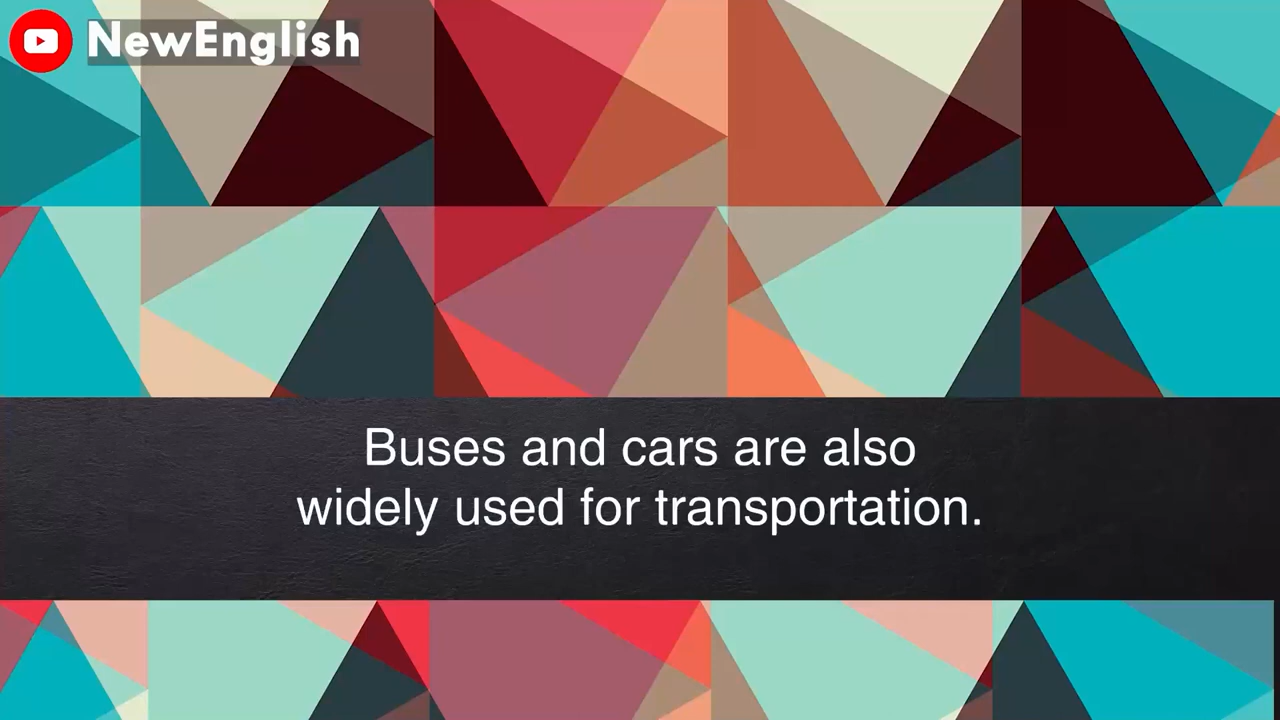 NewEnglish
Buses and cars are also
widely used for transportation.